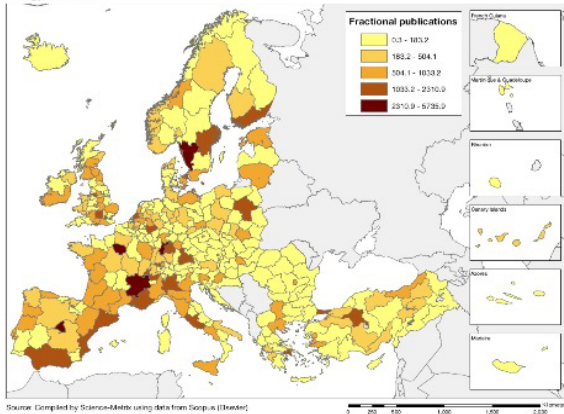 Fractional publications
0.3 - 183.2
183.2 - 504.1
504.1 - 1033.2
1033.2 - 2310.9
2310.9 - 5735.9
French Guiana
Martinique & Guadeloupe
Réunion
Canary Islands
Azores
Madeira
Source: Compiled by Science-Metrix using data from Scopus (Elsevier)
Kilometers
0 250 500 1,000 1,500 2,000